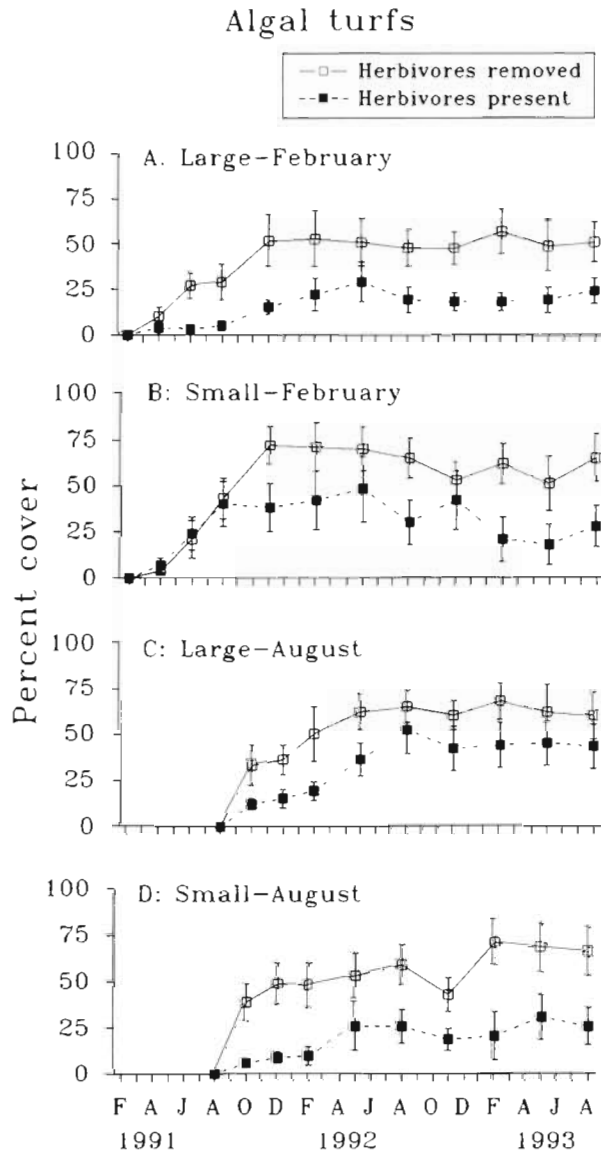 Algal turfs
Herbivores removed
Herbivores present
Percent cover
A. Large-February
100
75
50
25
0
B: Small-February
100
75
50
25
0
C: Large-August
100
75
50
25
0
D: Small-August
100
75
50
25
0
F A J A O D F A J A O D F A J A
1991 1992 1993